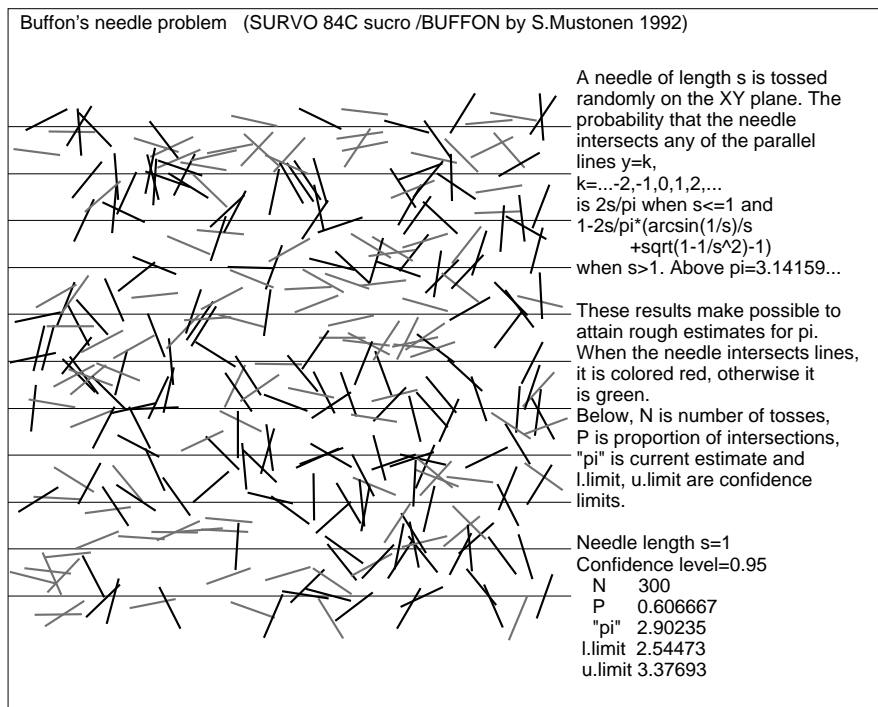 Buffon's needle problem (SURVO 84C sucro /BUFFON by S.Mustonen 1992)
A needle of length s is tossed
randomly on the XY plane. The
probability that the needle
intersects any of the parallel
lines y=k,
k=...-2,-1,0,1,2,...
is 2s/pi when s<=1 and
1-2s/pi*(arcsin(1/s)/s
+sqrt(1-1/s^2)-1)
when s>1. Above pi=3.14159...
These results make possible to
attain rough estimates for pi.
When the needle intersects lines,
it is colored red, otherwise it
is green.
Below, N is number of tosses,
P is proportion of intersections,
"pi" is current estimate and
l.limit, u.limit are confidence
limits.
Needle length s=1
Confidence level=0.95
N 300
P 0.606667
"pi" 2.90235
l.limit 2.54473
u.limit 3.37693